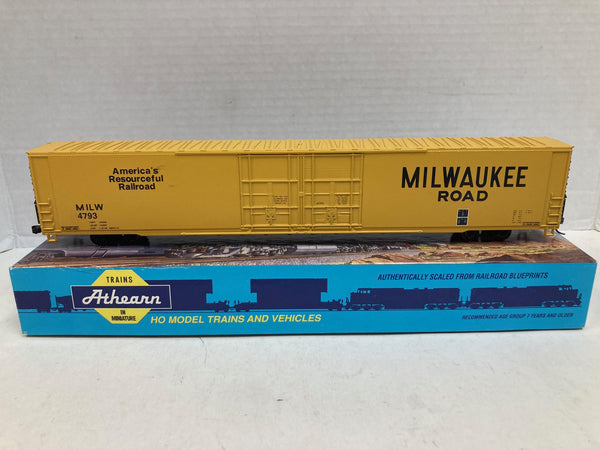 America's
Resourceful
Railroad
MILW
4793
MILWAUKEE
ROAD
TRAINS
Athearn
IN
MINIATURE
HO MODEL TRAINS AND VEHICLES
AUTHENTICALLY SCALED FROM RAILROAD BLUEPRINTS
RECOMMENDED AGE GROUP 7 YEARS AND OLDER